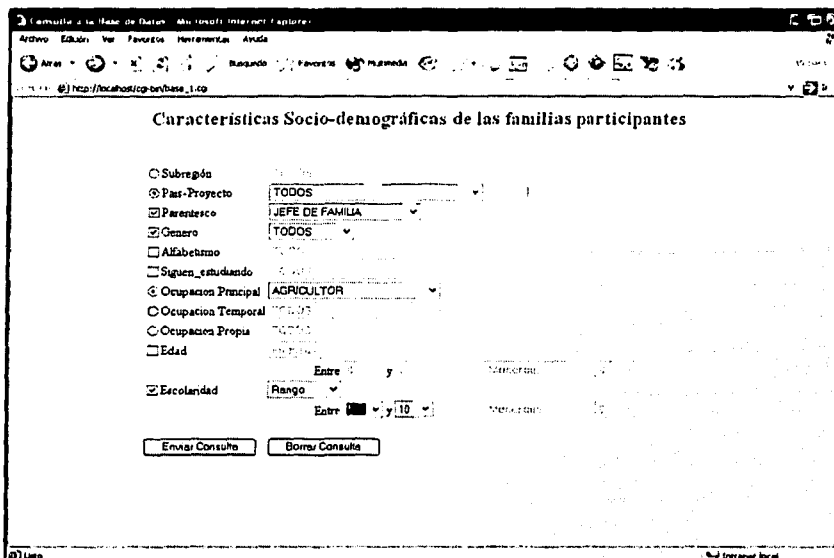 Consulta a la Base de Datos - Microsoft Internet Explorer
Archivo Edición Ver Favoritos Herramientas Ayuda
Atrás Búsqueda Favoritos Multimedia
http://localhost/cgi-bin/base_1.cgi
Características Socio-demográficas de las familias participantes
Subregión
Pais-Proyecto TODOS
Parentesco JEFE DE FAMILIA
Genero TODOS
Alfabetismo
Siguen_estudiando
Ocupacion Principal AGRICULTOR
Ocupacion Temporal
Ocupacion Propia
Edad
Entre y
Escolaridad Rango
Entre y 10
Enviar Consulta Borrar Consulta
Listo Intranet local